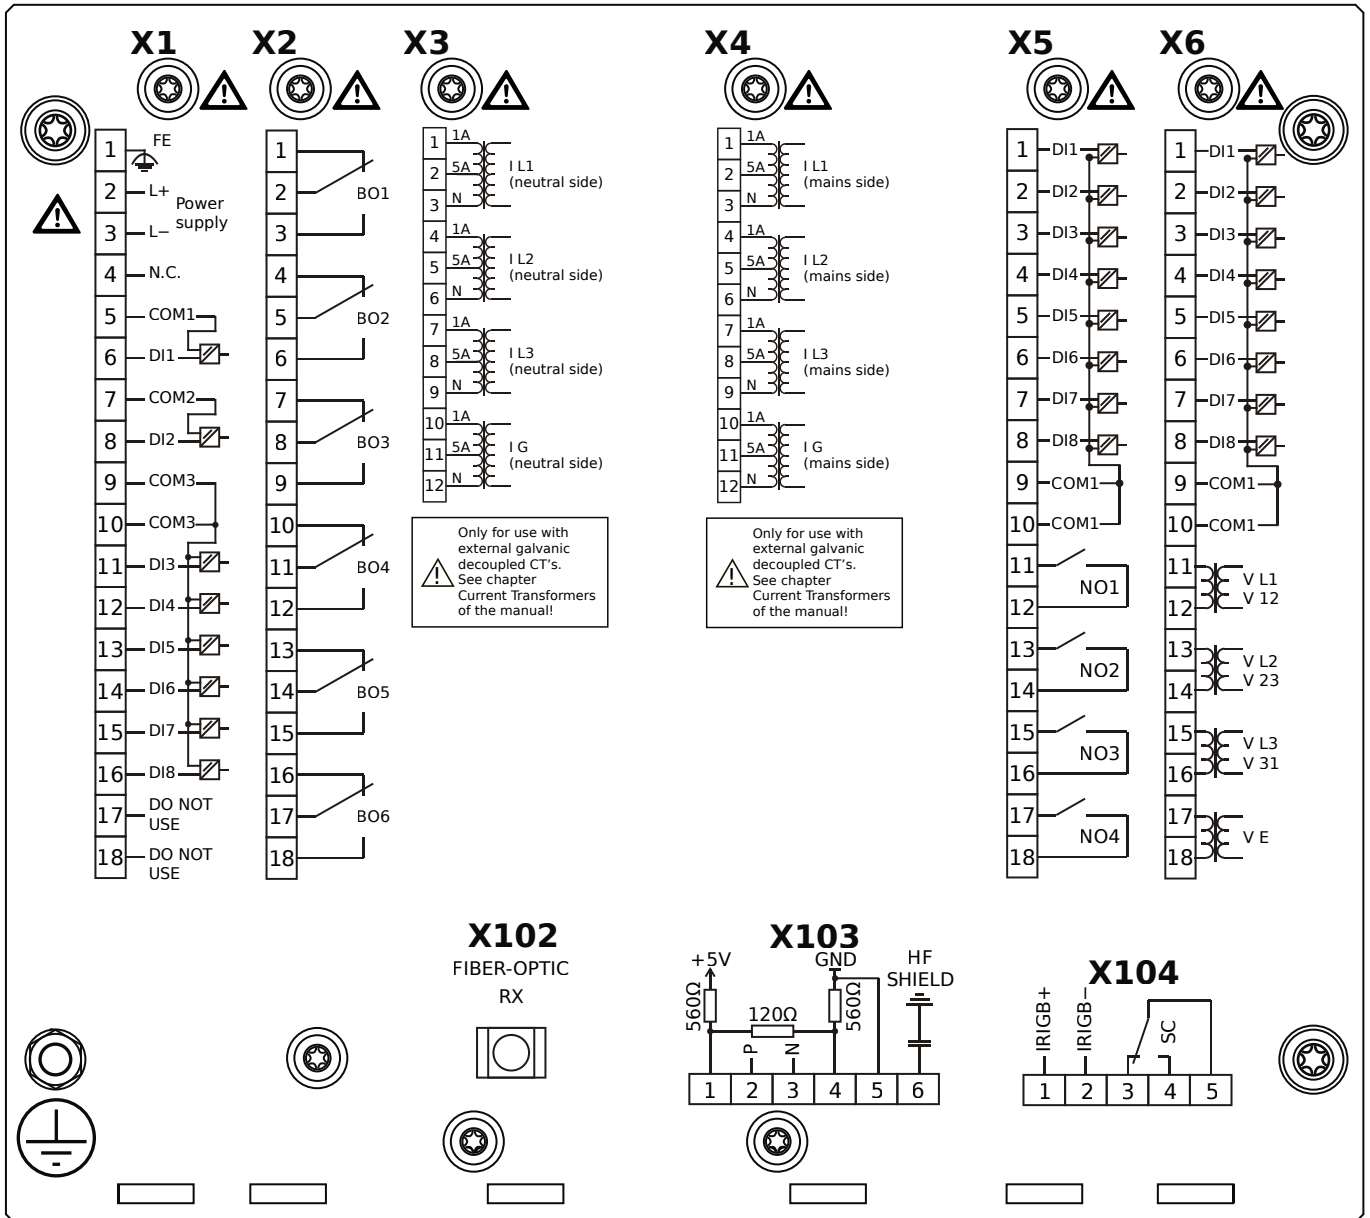 X1
FE
1
2 L+
Power
supply
3 L−
4 N.C.
5 COM1
6 DI1
7 COM2
8 DI2
9 COM3
10 COM3
11 DI3
12 DI4
13 DI5
14 DI6
15 DI7
16 DI8
17 DO NOT
USE
18 DO NOT
USE
X2
1
2 BO1
3
4
5 BO2
6
7
8 BO3
9
10
11 BO4
12
13
14 BO5
15
16
17 BO6
18
X3
1 1A
2 5A I L1
(neutral side)
3 N
4 1A
5 5A I L2
(neutral side)
6 N
7 1A
8 5A I L3
(neutral side)
9 N
10 1A
11 5A I G
(neutral side)
12 N
Only for use with
external galvanic
decoupled CT's.
See chapter
Current Transformers
of the manual!
X4
1 1A
2 5A I L1
(mains side)
3 N
4 1A
5 5A I L2
(mains side)
6 N
7 1A
8 5A I L3
(mains side)
9 N
10 1A
11 5A I G
(mains side)
12 N
Only for use with
external galvanic
decoupled CT's.
See chapter
Current Transformers
of the manual!
X5
1 DI1
2 DI2
3 DI3
4 DI4
5 DI5
6 DI6
7 DI7
8 DI8
9 COM1
10 COM1
11
NO1
12
13
NO2
14
15
NO3
16
17
NO4
18
X6
1 DI1
2 DI2
3 DI3
4 DI4
5 DI5
6 DI6
7 DI7
8 DI8
9 COM1
10 COM1
11 V L1
12 V 12
13 V L2
14 V 23
15 V L3
16 V 31
17
V E
18
X102
FIBER-OPTIC
RX
X103
+5V GND HF
SHIELD
560Ω 120Ω 560Ω
P N
1 2 3 4 5 6
X104
IRIGB+ IRIGB− SC
1 2 3 4 5